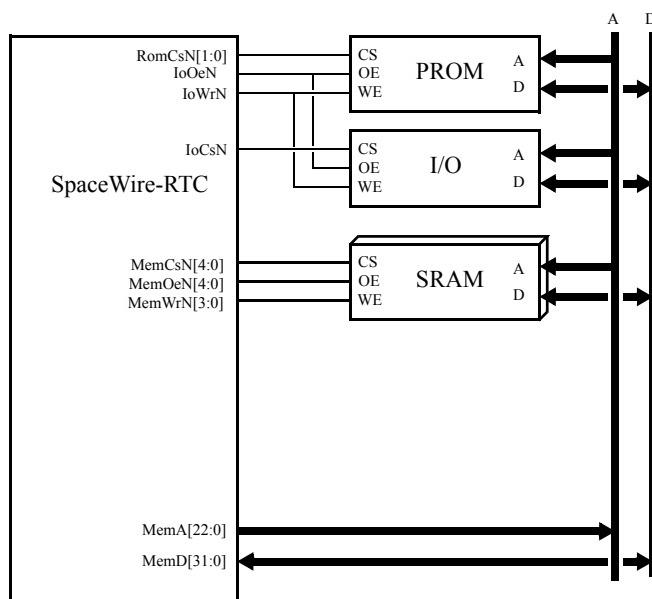 A D
RomCsN[1:0] CS PROM A
IoOeN OE
IoWrN WE D
IoCsN CS I/O A
OE
SpaceWire-RTC WE D
MemCsN[4:0] CS SRAM A
MemOeN[4:0] OE
MemWrN[3:0] WE D
MemA[22:0]
MemD[31:0]